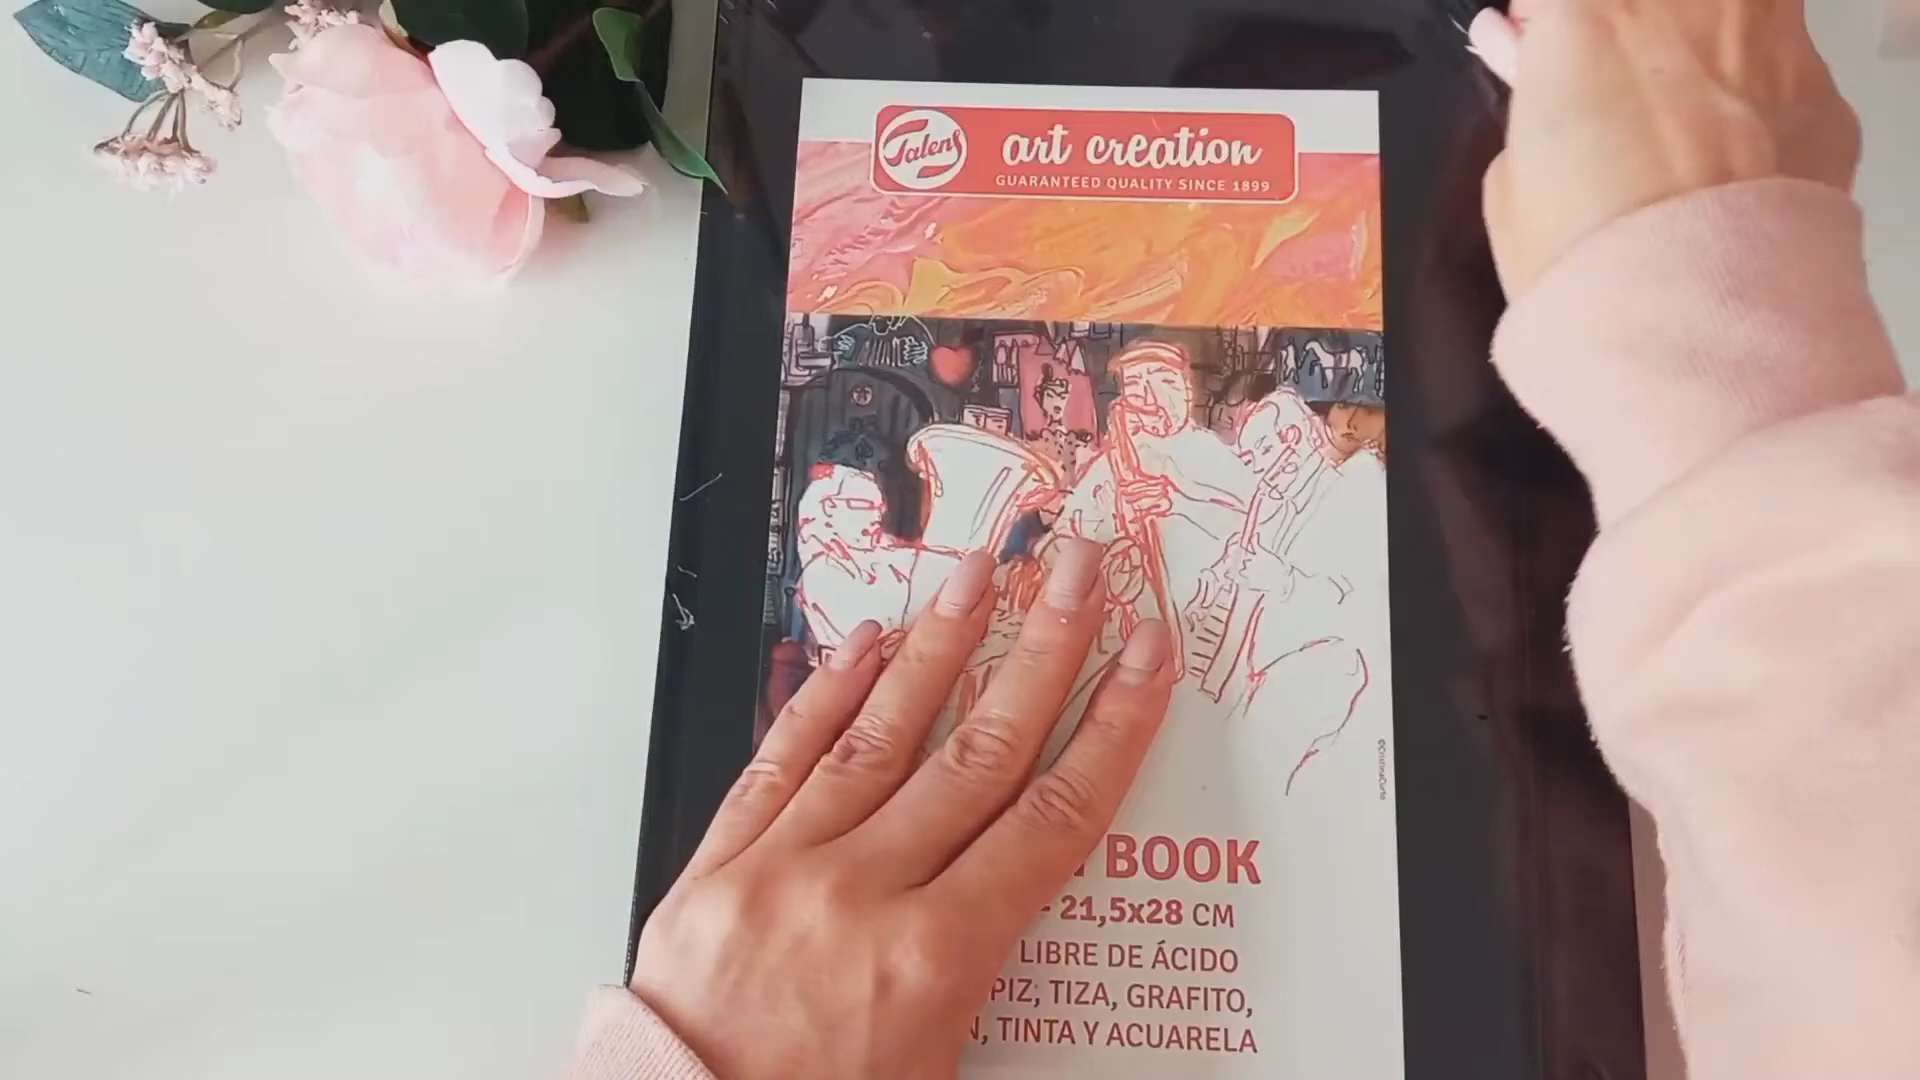 Talens
art creation
GUARANTEED QUALITY SINCE 1899
©CristinaCurto
BOOK
- 21,5x28 CM
LIBRE DE ÁCIDO
PIZ, TIZA, GRAFITO,
N, TINTA Y ACUARELA